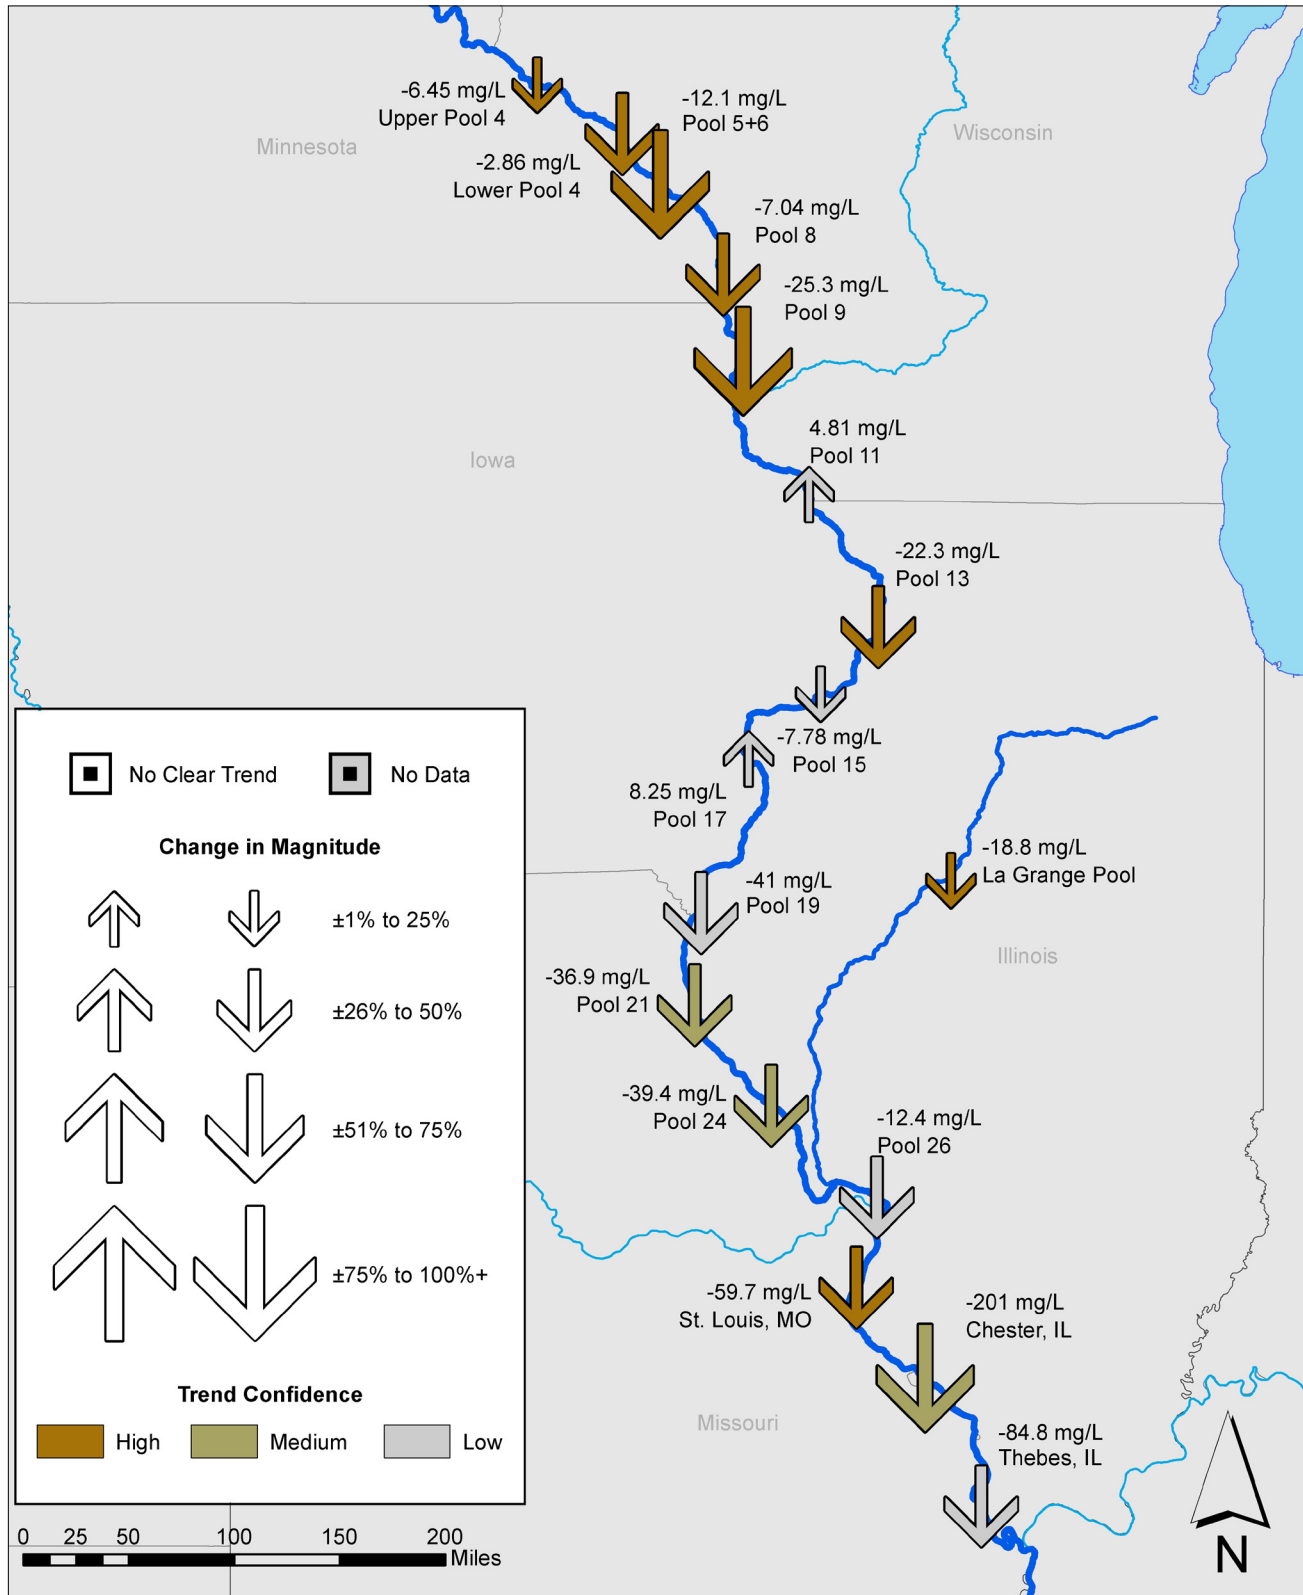 -6.45 mg/L
Upper Pool 4
-12.1 mg/L
Pool 5+6
Minnesota
Wisconsin
-2.86 mg/L
Lower Pool 4
-7.04 mg/L
Pool 8
-25.3 mg/L
Pool 9
4.81 mg/L
Pool 11
Iowa
-22.3 mg/L
Pool 13
-7.78 mg/L
Pool 15
8.25 mg/L
Pool 17
-18.8 mg/L
La Grange Pool
-41 mg/L
Pool 19
Illinois
-36.9 mg/L
Pool 21
-39.4 mg/L
Pool 24
-12.4 mg/L
Pool 26
-59.7 mg/L
St. Louis, MO
-201 mg/L
Chester, IL
Missouri
-84.8 mg/L
Thebes, IL
No Clear Trend
No Data
Change in Magnitude
±1% to 25%
±26% to 50%
±51% to 75%
±75% to 100%+
Trend Confidence
High
Medium
Low
0 25 50 100 150 200
Miles
N